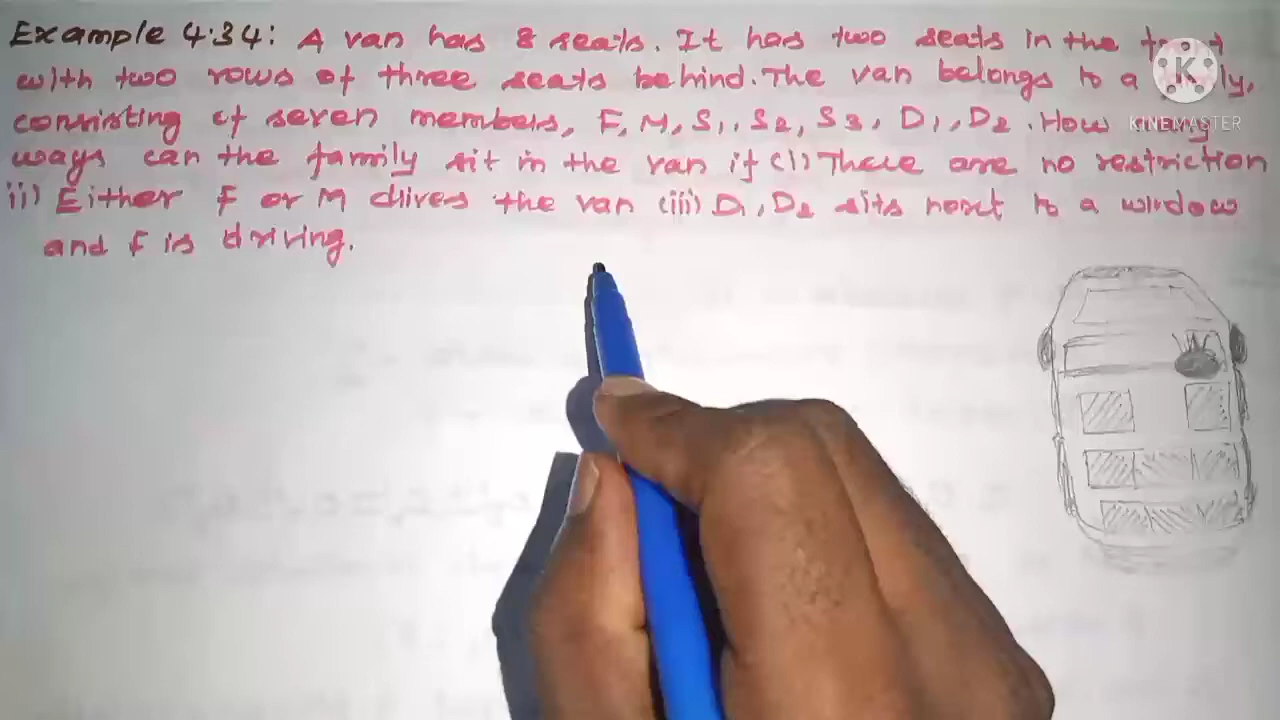 Example 4.34: A van has 8 seats. It has two seats in the
with two rows of three seats behind. The van belongs to a
consisting of seven members, F, M, S1, S2, S3, D1, D2. How
ways can the family sit in the van if (i) There are no restriction
ii) Either F or M drives the van (iii) D1, D2 sits next to a window
and F is driving.
K
KINEMASTER